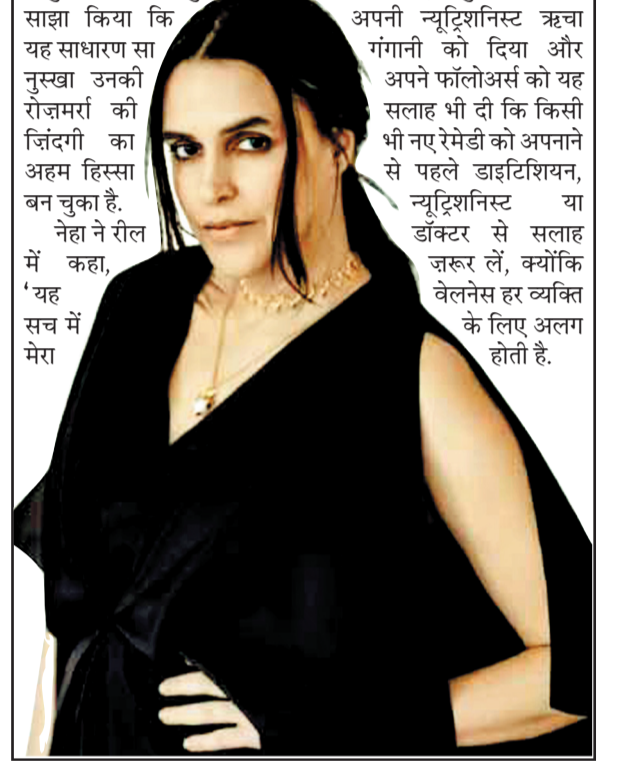 साझा किया कि
यह साधारण सा
नुस्खा उनकी
रोज़मर्रा की
ज़िंदगी का
अहम हिस्सा
बन चुका है.
नेहा ने रील
में कहा,
‘यह
सच में
मेरा
अपनी न्यूट्रिशनिस्ट ऋचा
गंगानी को दिया और
अपने फॉलोअर्स को यह
सलाह भी दी कि किसी
भी नए रेमेडी को अपनाने
से पहले डाइटिशियन,
न्यूट्रिशनिस्ट या
डॉक्टर से सलाह
ज़रूर लें, क्योंकि
वेलनेस हर व्यक्ति
के लिए अलग
होती है.